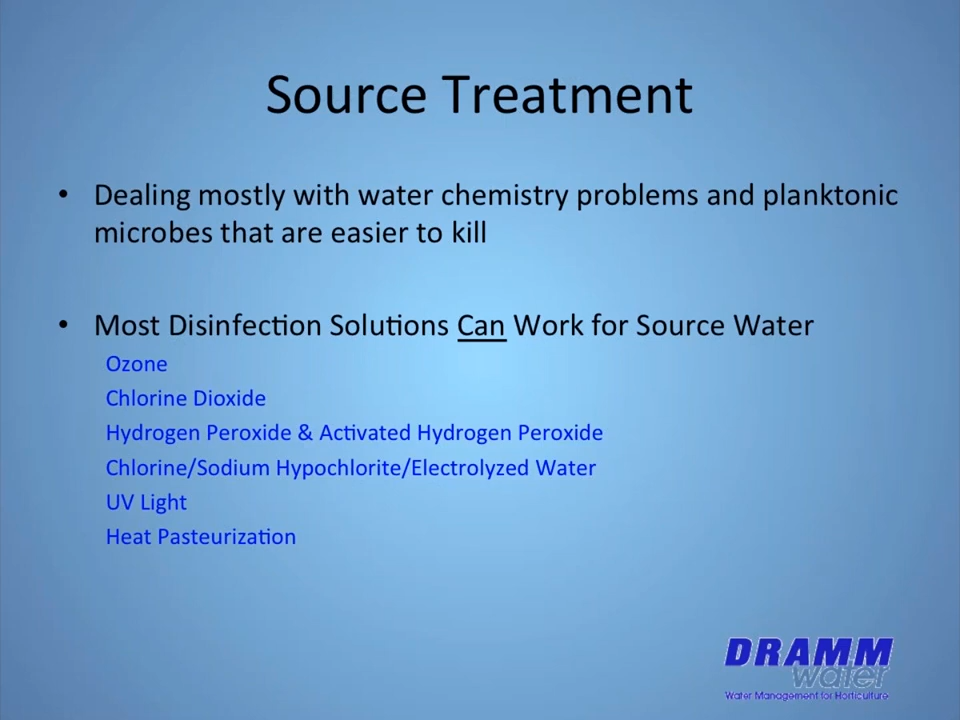 Source Treatment
• Dealing mostly with water chemistry problems and planktonic
microbes that are easier to kill
• Most Disinfection Solutions Can Work for Source Water
Ozone
Chlorine Dioxide
Hydrogen Peroxide & Activated Hydrogen Peroxide
Chlorine/Sodium Hypochlorite/Electrolyzed Water
UV Light
Heat Pasteurization
DRAMM
water
Water Management for Horticulture